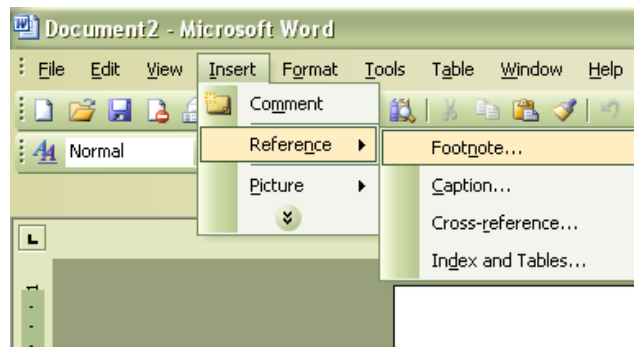 Document2 - Microsoft Word
File Edit View Insert Format Tools Table Window Help
Comment
Normal
Reference
Footnote...
Picture
Caption...
Cross-reference...
Index and Tables...
L
1